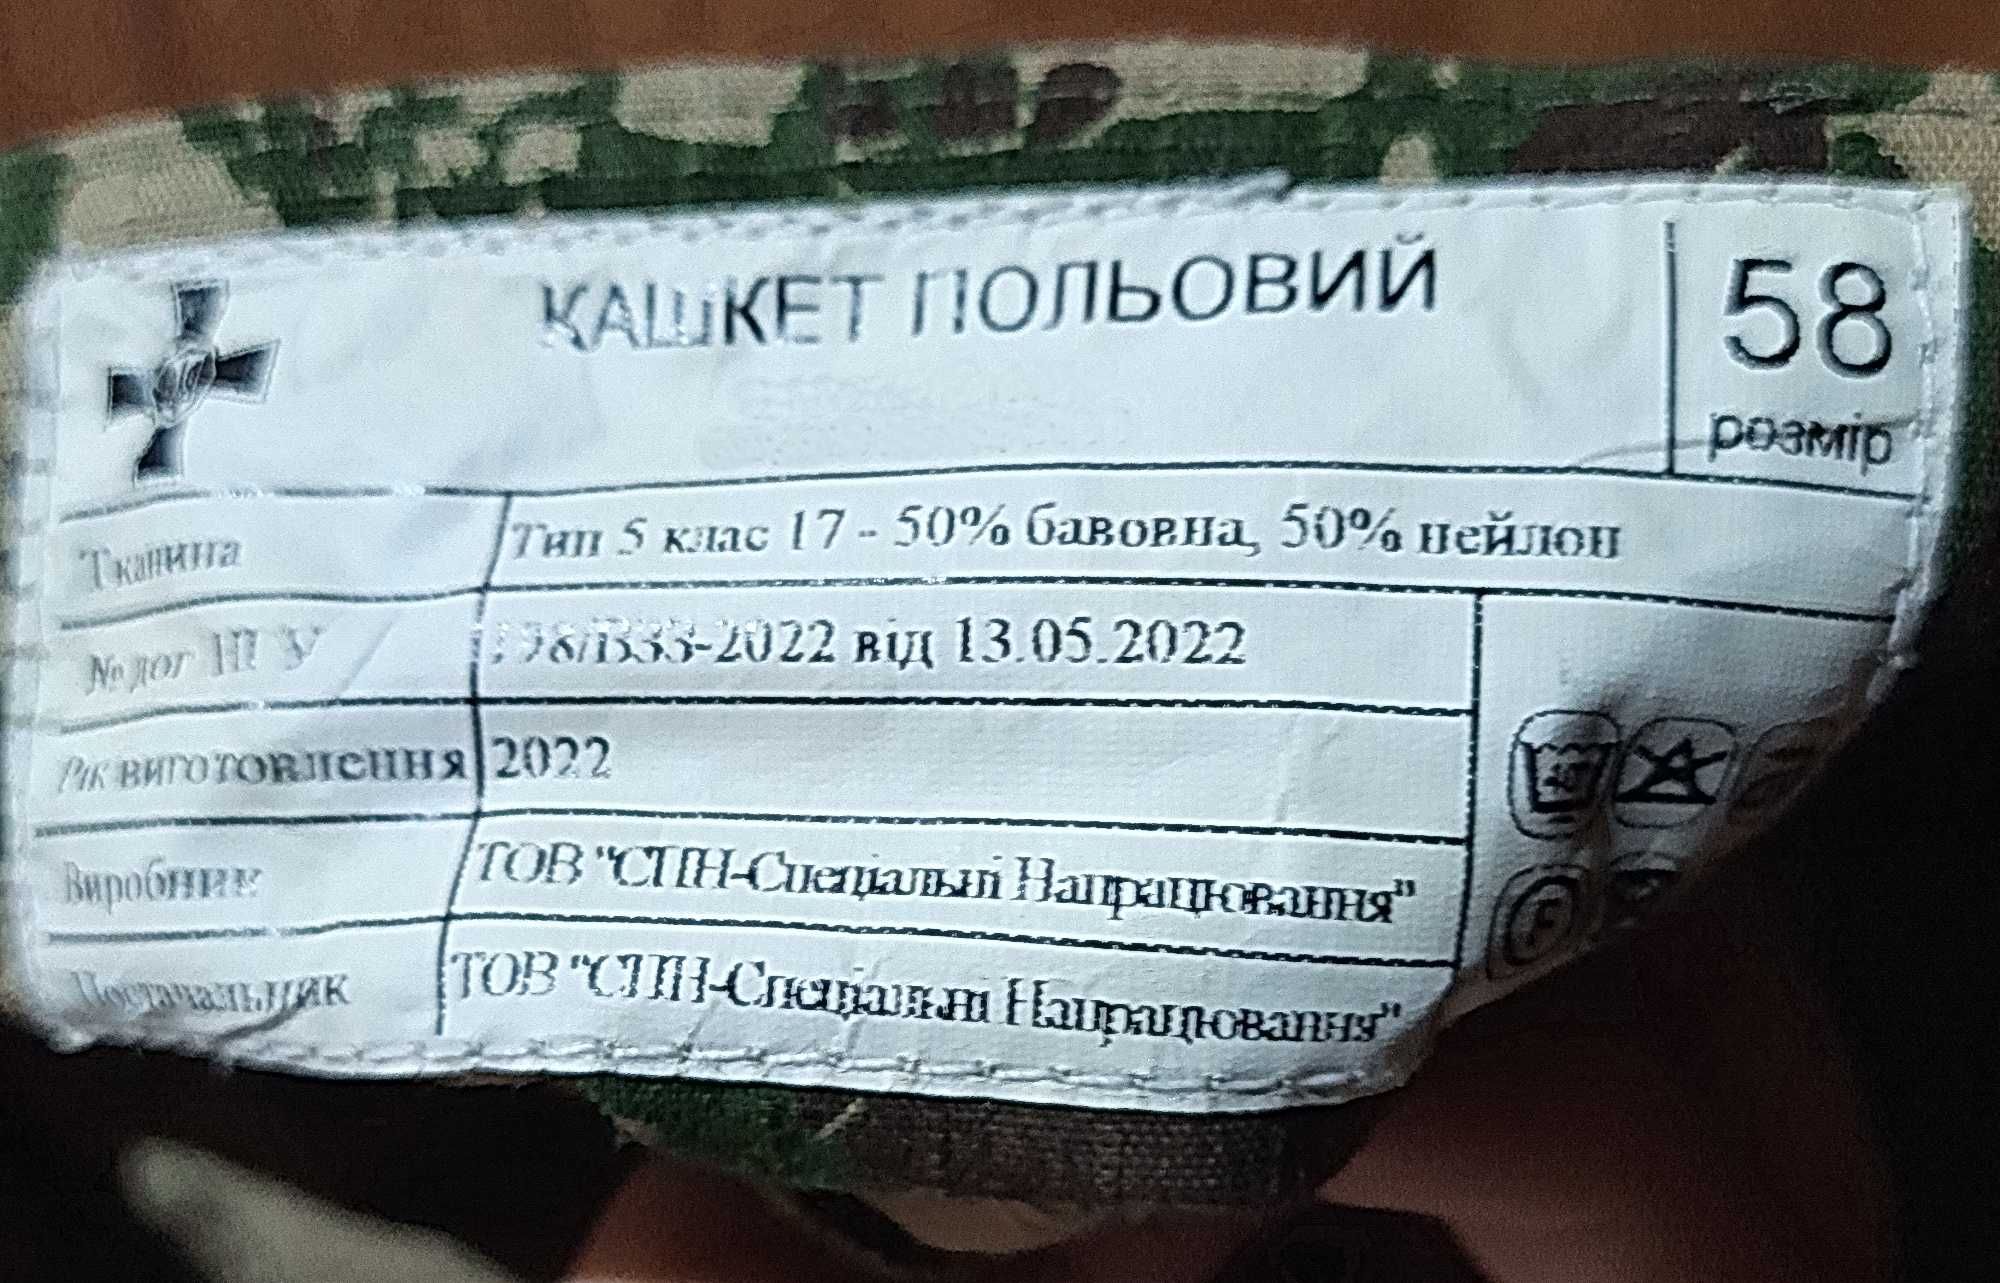 КАШКЕТ ПОЛЬОВИЙ
58
розмір
Тканина Тип 5 клас 17 - 50% бавовна, 50% нейлон
№ дог від 13.05.2022
Рік виготовлення 2022
Виробник ТОВ "СПН-Спеціальні Напрацювання"
Постачальник ТОВ "СПН-Спеціальні Напрацювання"